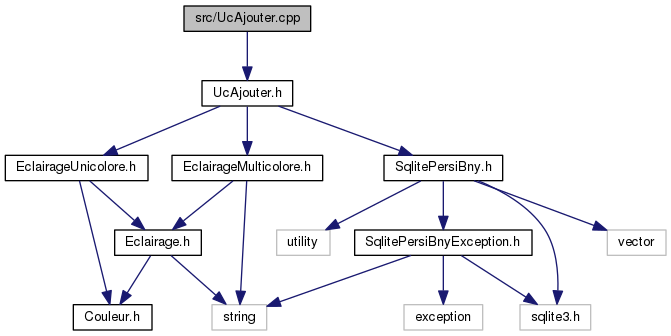 src/UcAjouter.cpp
UcAjouter.h
EclairageUnicolore.h
EclairageMulticolore.h
SqlitePersiBny.h
Eclairage.h
utility
SqlitePersiBnyException.h
vector
Couleur.h
string
exception
sqlite3.h